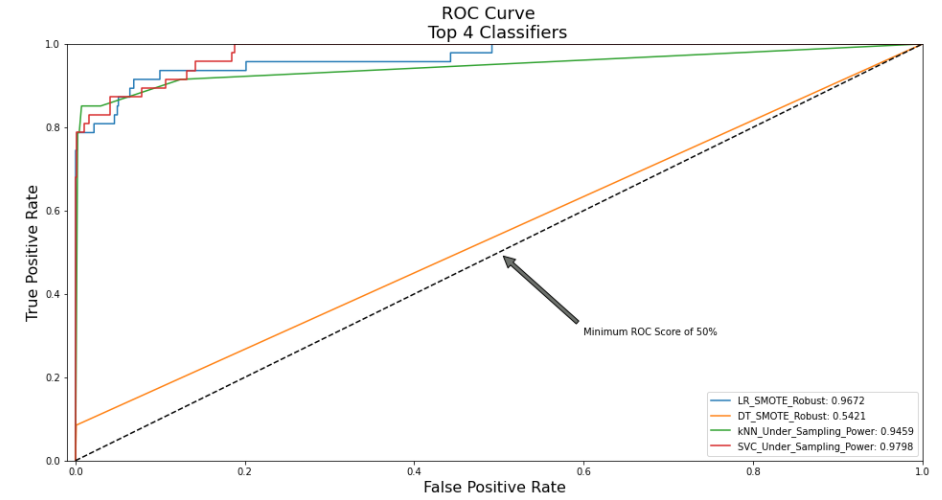 ROC Curve
Top 4 Classifiers
True Positive Rate
1.0
0.8
0.6
0.4
0.2
0.0
Minimum ROC Score of 50%
LR_SMOTE_Robust: 0.9672
DT_SMOTE_Robust: 0.5421
kNN_Under_Sampling_Power: 0.9459
SVC_Under_Sampling_Power: 0.9798
0.0 0.2 0.4 0.6 0.8 1.0
False Positive Rate